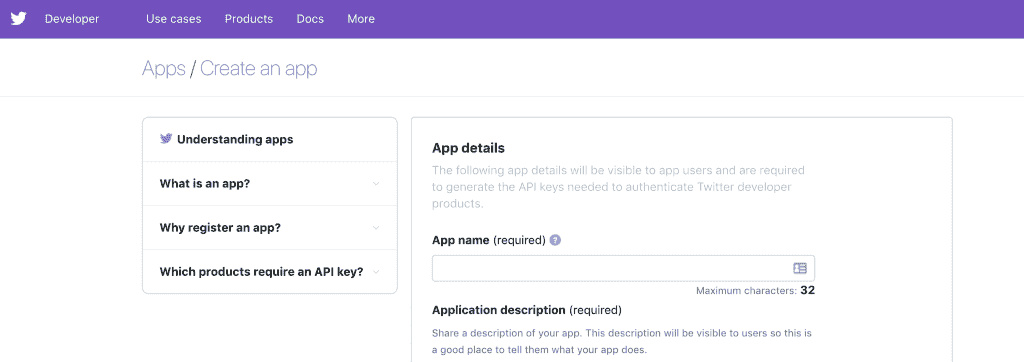 Developer Use cases Products Docs More
Apps / Create an app
Understanding apps
What is an app?
Why register an app?
Which products require an API key?
App details
The following app details will be visible to app users and are required
to generate the API keys needed to authenticate Twitter developer
products.
App name (required) ?
Maximum characters: 32
Application description (required)
Share a description of your app. This description will be visible to users so this is
a good place to tell them what your app does.